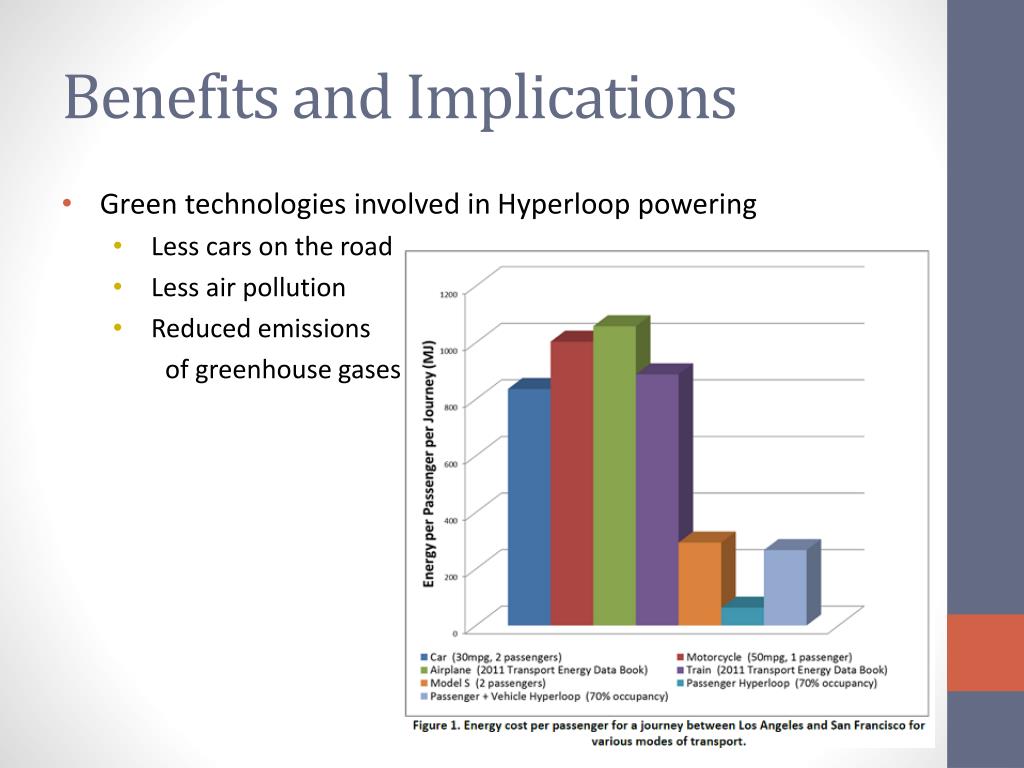 Benefits and Implications
• Green technologies involved in Hyperloop powering
• Less cars on the road
• Less air pollution
• Reduced emissions
of greenhouse gases
Energy per Passenger per Journey (MJ)
1200
1000
800
600
400
200
0
Car (30mpg, 2 passengers)
Motorcycle (50mpg, 1 passenger)
Airplane (2011 Transport Energy Data Book)
Train (2011 Transport Energy Data Book)
Model S (2 passengers)
Passenger Hyperloop (70% occupancy)
Passenger + Vehicle Hyperloop (70% occupancy)
Figure 1. Energy cost per passenger for a journey between Los Angeles and San Francisco for
various modes of transport.